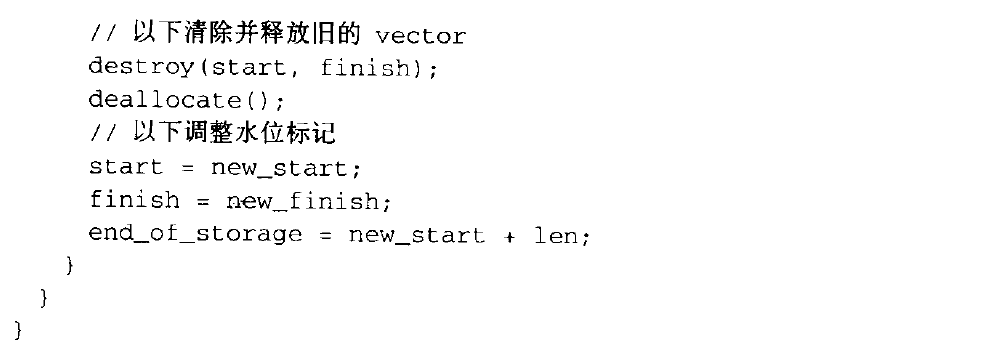 // 以下清除并释放旧的 vector
destroy(start, finish);
deallocate();
// 以下调整水位标记
start = new_start;
finish = new_finish;
end_of_storage = new_start + len;
}
}
}